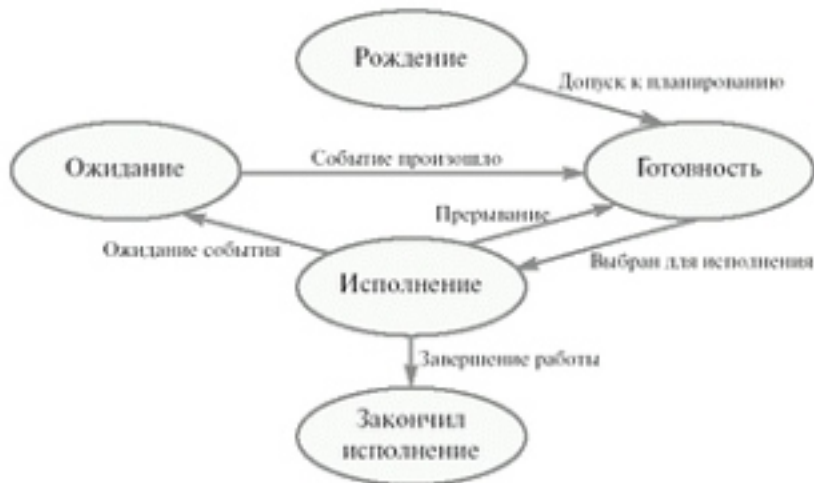 Рождение
Допуск к планированию
Ожидание
Событие произошло
Готовность
Прерывание
Ожидание события
Выбран для исполнения
Исполнение
Завершение работы
Закончил
исполнение